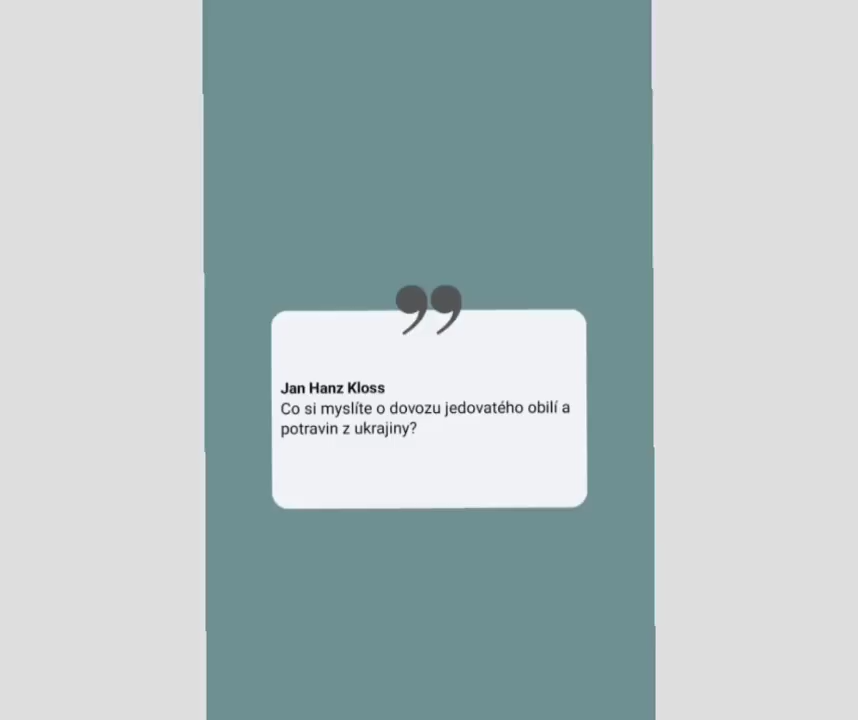 ”
Jan Hanz Kloss
Co si myslíte o dovozu jedovatého obilí a
potravin z ukrajiny?